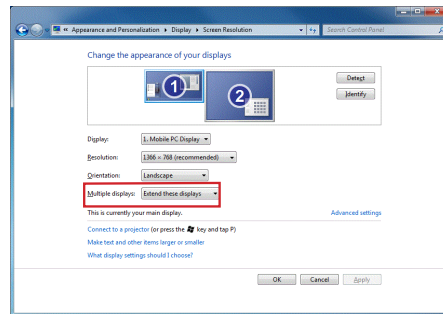 « Appearance and Personalization ▸ Display ▸ Screen Resolution
Search Control Panel
Change the appearance of your displays
1
2
Detect
Identify
Display: 1. Mobile PC Display
Resolution: 1366 × 768 (recommended)
Orientation: Landscape
Multiple displays: Extend these displays
This is currently your main display.
Advanced settings
Connect to a projector (or press the key and tap P)
Make text and other items larger or smaller
What display settings should I choose?
OK Cancel Apply